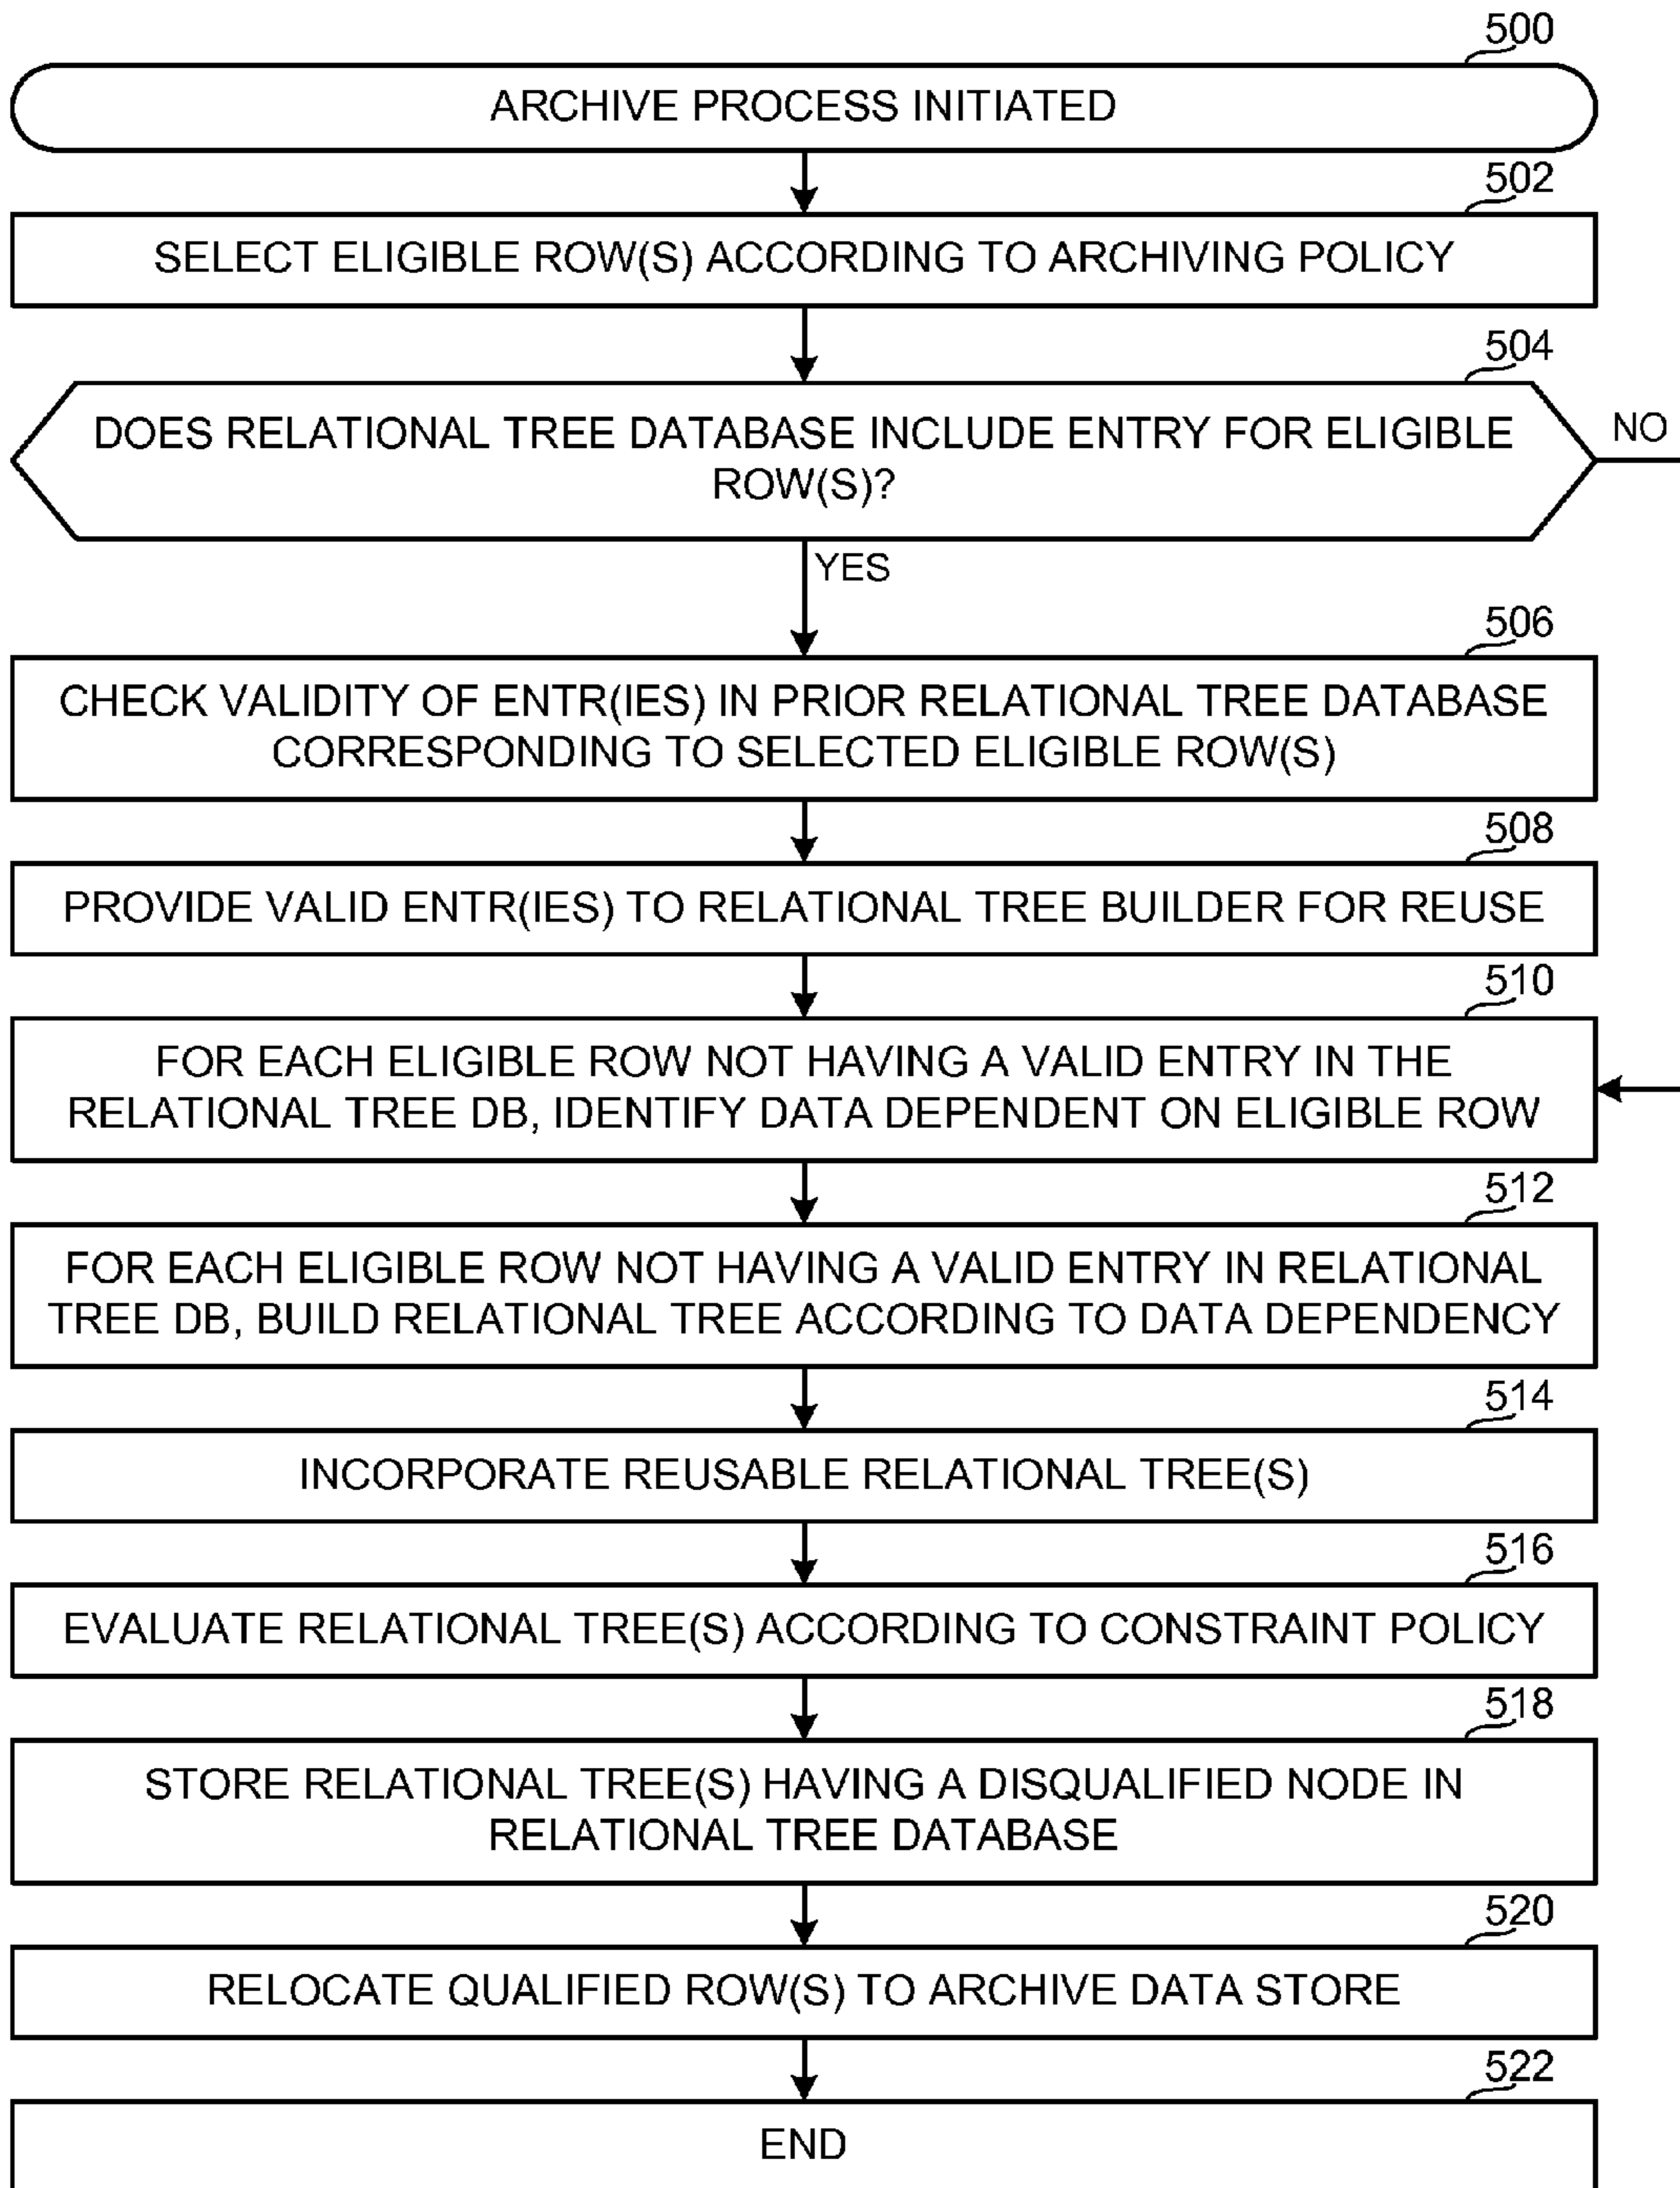 500
ARCHIVE PROCESS INITIATED
502
SELECT ELIGIBLE ROW(S) ACCORDING TO ARCHIVING POLICY
504
DOES RELATIONAL TREE DATABASE INCLUDE ENTRY FOR ELIGIBLE
ROW(S)?
NO
YES
506
CHECK VALIDITY OF ENTR(IES) IN PRIOR RELATIONAL TREE DATABASE
CORRESPONDING TO SELECTED ELIGIBLE ROW(S)
508
PROVIDE VALID ENTR(IES) TO RELATIONAL TREE BUILDER FOR REUSE
510
FOR EACH ELIGIBLE ROW NOT HAVING A VALID ENTRY IN THE
RELATIONAL TREE DB, IDENTIFY DATA DEPENDENT ON ELIGIBLE ROW
512
FOR EACH ELIGIBLE ROW NOT HAVING A VALID ENTRY IN RELATIONAL
TREE DB, BUILD RELATIONAL TREE ACCORDING TO DATA DEPENDENCY
514
INCORPORATE REUSABLE RELATIONAL TREE(S)
516
EVALUATE RELATIONAL TREE(S) ACCORDING TO CONSTRAINT POLICY
518
STORE RELATIONAL TREE(S) HAVING A DISQUALIFIED NODE IN
RELATIONAL TREE DATABASE
520
RELOCATE QUALIFIED ROW(S) TO ARCHIVE DATA STORE
522
END